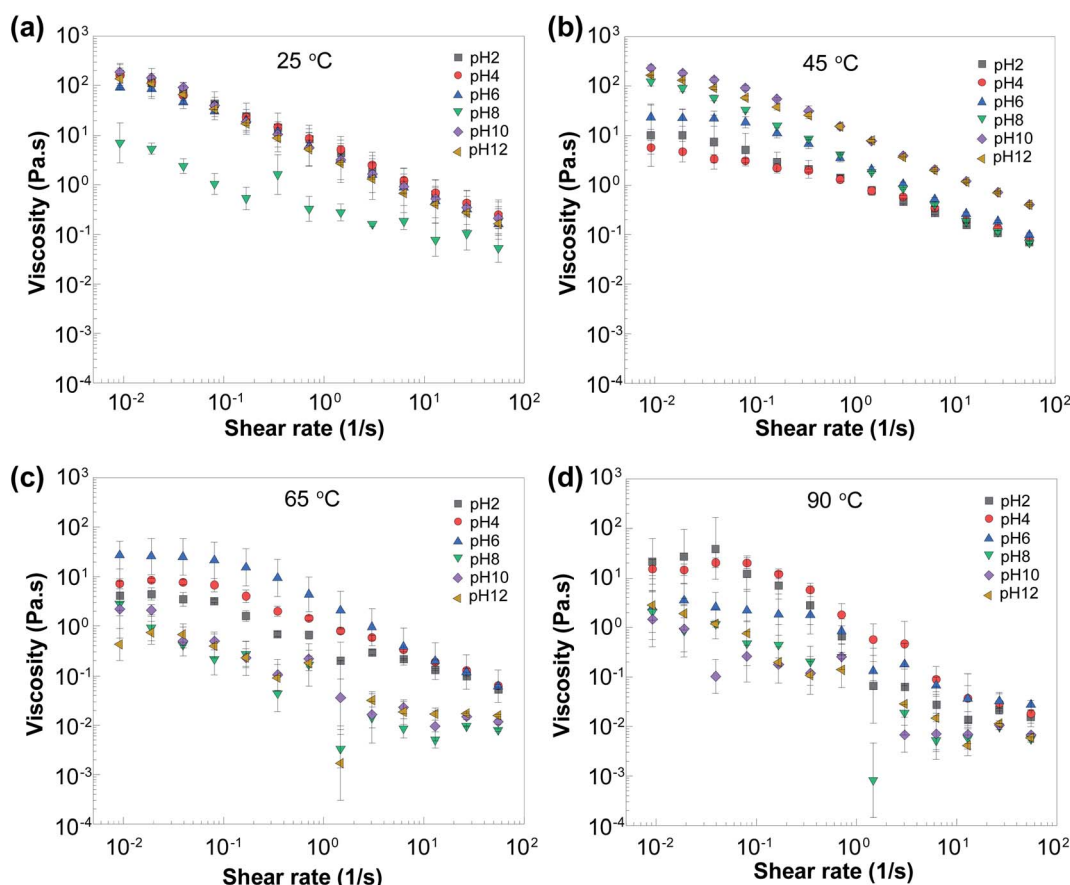 (a)
25 °C
pH2
pH4
pH6
pH8
pH10
pH12
10³
10²
10¹
10⁰
10⁻¹
10⁻²
10⁻³
10⁻⁴
Viscosity (Pa.s)
10⁻² 10⁻¹ 10⁰ 10¹ 10²
Shear rate (1/s)
(b)
45 °C
pH2
pH4
pH6
pH8
pH10
pH12
10³
10²
10¹
10⁰
10⁻¹
10⁻²
10⁻³
10⁻⁴
Viscosity (Pa.s)
10⁻² 10⁻¹ 10⁰ 10¹ 10²
Shear rate (1/s)
(c)
65 °C
pH2
pH4
pH6
pH8
pH10
pH12
10³
10²
10¹
10⁰
10⁻¹
10⁻²
10⁻³
10⁻⁴
Viscosity (Pa.s)
10⁻² 10⁻¹ 10⁰ 10¹ 10²
Shear rate (1/s)
(d)
90 °C
pH2
pH4
pH6
pH8
pH10
pH12
10³
10²
10¹
10⁰
10⁻¹
10⁻²
10⁻³
10⁻⁴
Viscosity (Pa.s)
10⁻² 10⁻¹ 10⁰ 10¹ 10²
Shear rate (1/s)